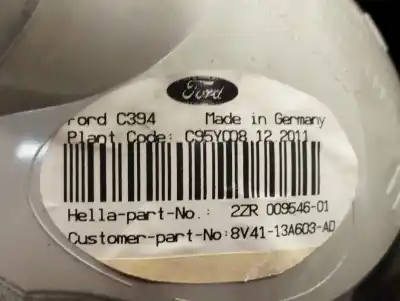 Ford
Ford C394 Made in Germany
Plant Code: C95Y008.12.2011
Hella-part-No.: 2ZR 009546-01
Customer-part-No:8V41-13A603-AD